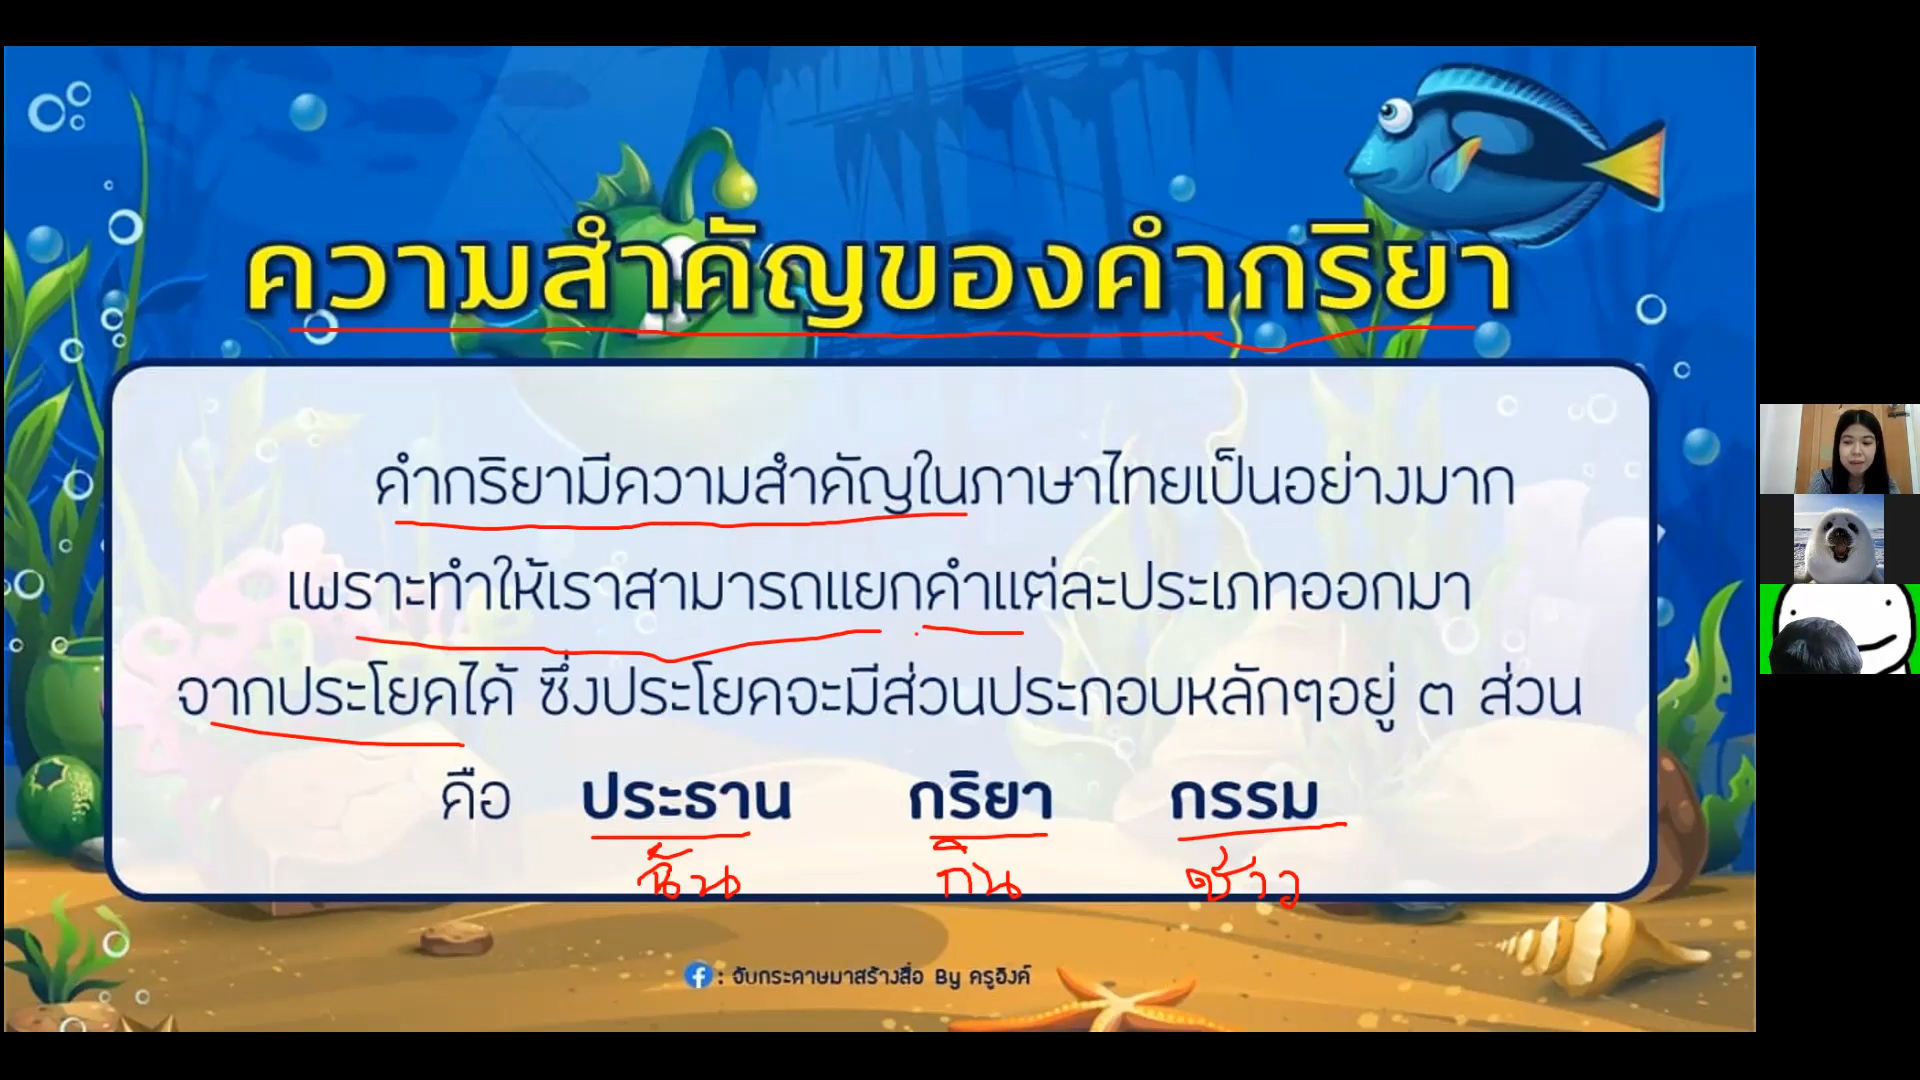 ความสำคัญของคำกริยา
คำกริยามีความสำคัญในภาษาไทยเป็นอย่างมาก
เพราะทำให้เราสามารถแยกคำแต่ละประเภทออกมา
จากประโยคได้ ซึ่งประโยคจะมีส่วนประกอบหลักๆอยู่ ๓ ส่วน
คือ ประธาน กริยา กรรม
ฉัน กิน ข้าว
: จับกระดาษมาสร้างสื่อ By ครูอิงค์